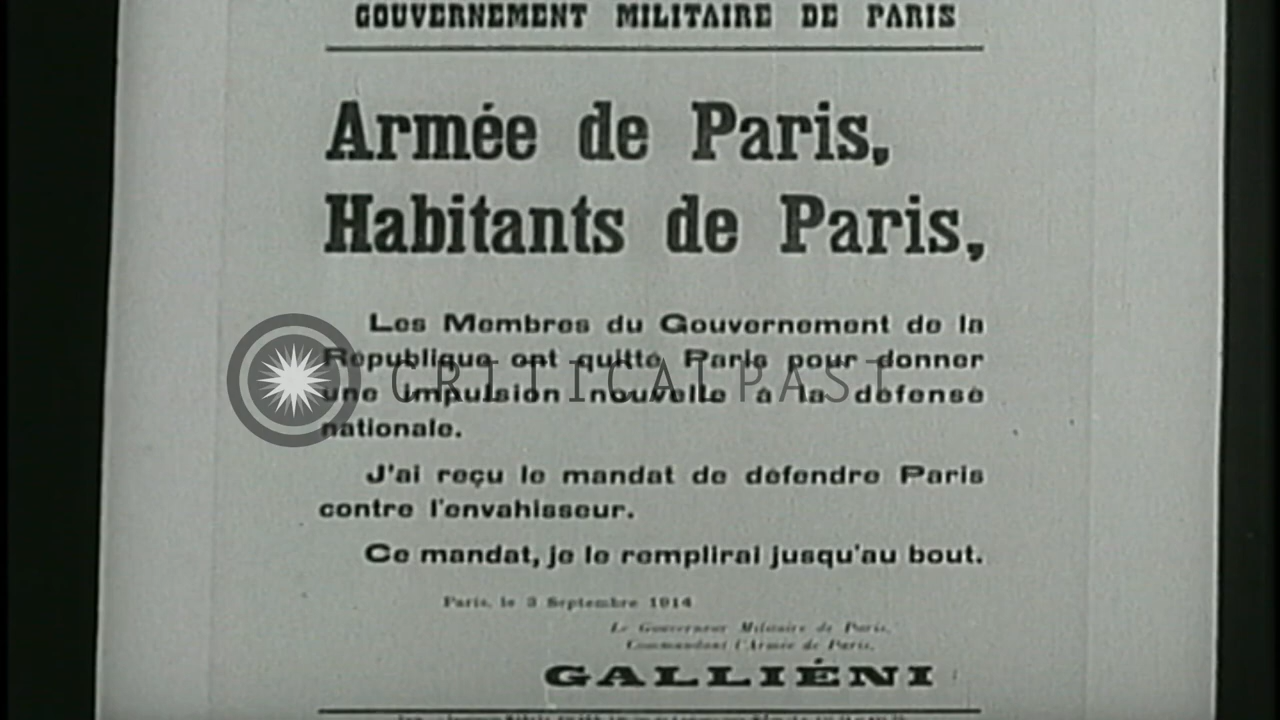 GOUVERNEMENT MILITAIRE DE PARIS
Armée de Paris,
Habitants de Paris,
Les Membres du Gouvernement de la
République ont quitté Paris pour donner
une impulsion nouvelle à la défense
nationale.
CRITICALPAST
J'ai reçu le mandat de défendre Paris
contre l'envahisseur.
Ce mandat, je le remplirai jusqu'au bout.
Paris, le 3 Septembre 1914
Le Gouverneur Militaire de Paris,
Commandant l'Armée de Paris,
GALLIÉNI